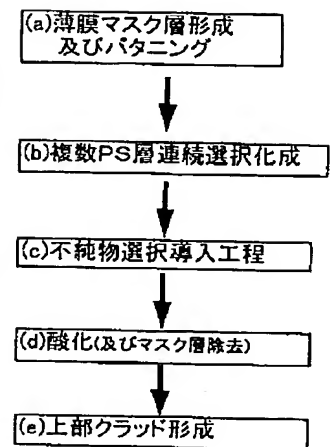 (a)薄膜マスク層形成
及びパタニング
(b)複数PS層連続選択化成
(c)不純物選択導入工程
(d)酸化(及びマスク層除去)
(e)上部クラッド形成